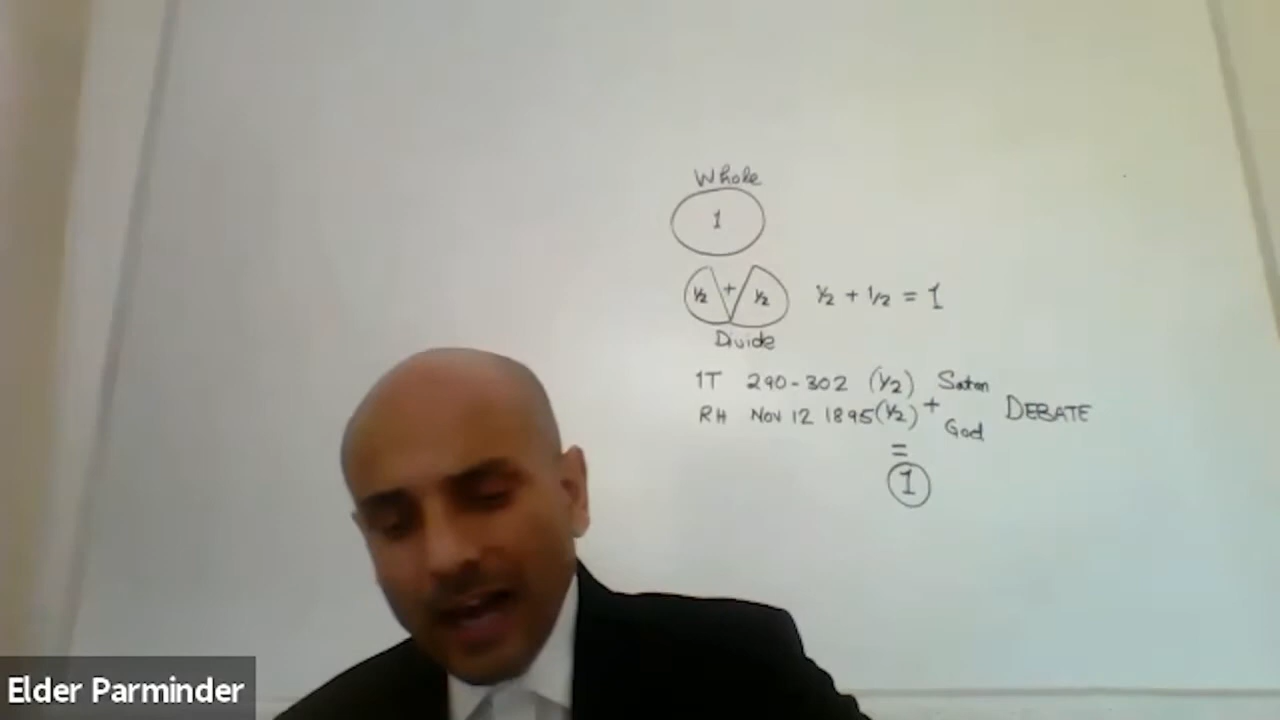 Whole
1
½ + ½ ½ + 1/2 = 1
Divide
1T 290-302 (½) Satan
RH Nov 12 1895 (½) + God DEBATE
=
1
Elder Parminder